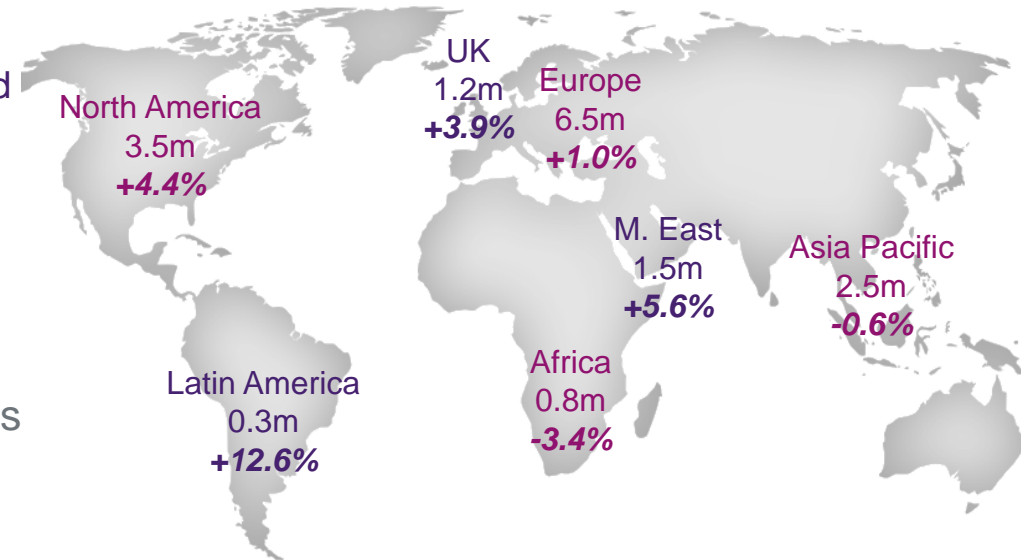 d
North America
3.5m
+4.4%
UK
1.2m
+3.9%
Europe
6.5m
+1.0%
M. East
1.5m
+5.6%
Asia Pacific
2.5m
-0.6%
Latin America
0.3m
+12.6%
Africa
0.8m
-3.4%
s